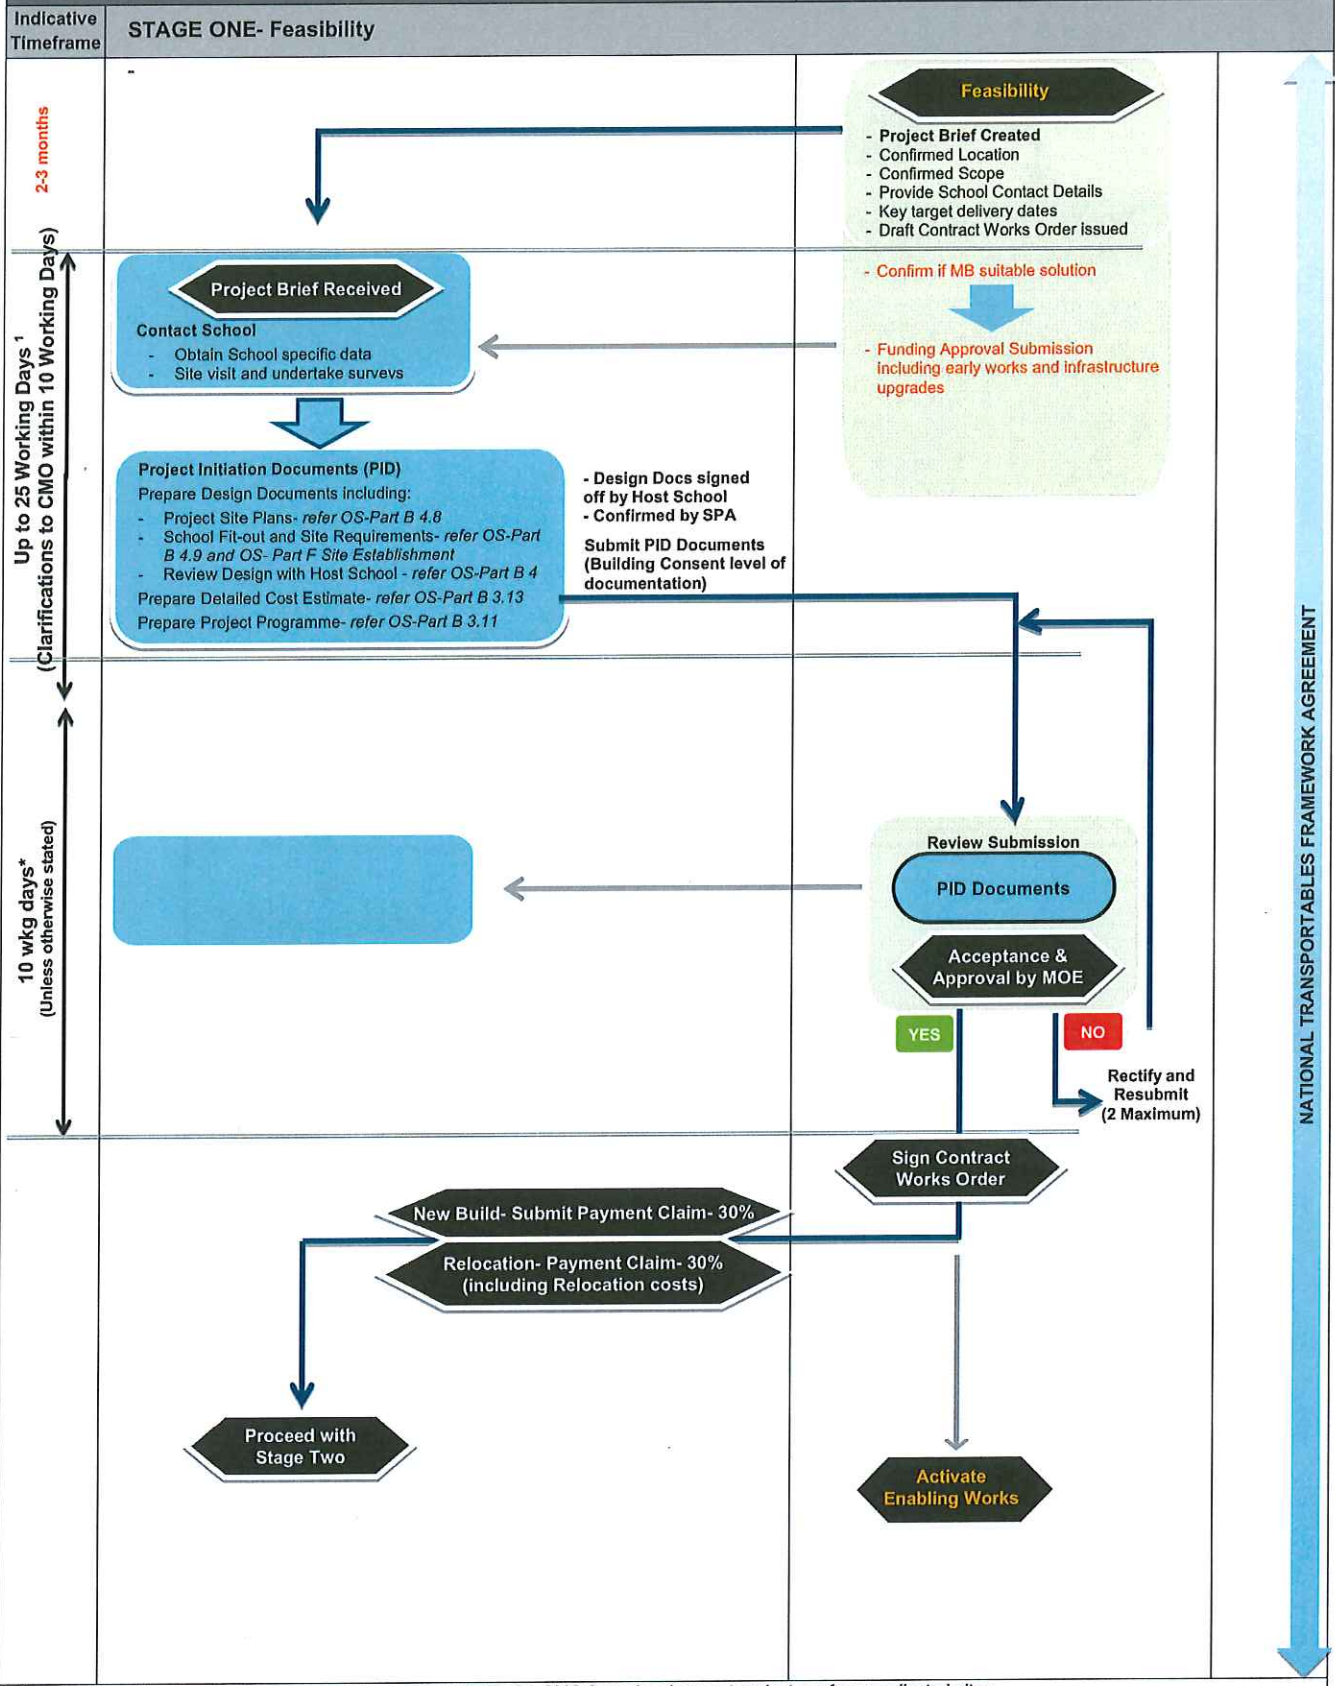 Indicative
Timeframe
STAGE ONE- Feasibility
2-3 months
Feasibility
- Project Brief Created
- Confirmed Location
- Confirmed Scope
- Provide School Contact Details
- Key target delivery dates
- Draft Contract Works Order issued
- Confirm if MB suitable solution
- Funding Approval Submission
including early works and infrastructure
upgrades
Up to 25 Working Days 1
(Clarifications to CMO within 10 Working Days)
Project Brief Received
Contact School
- Obtain School specific data
- Site visit and undertake surveys
Project Initiation Documents (PID)
Prepare Design Documents including:
- Project Site Plans- refer OS-Part B 4.8
- School Fit-out and Site Requirements- refer OS-Part
B 4.9 and OS- Part F Site Establishment
- Review Design with Host School - refer OS-Part B 4
Prepare Detailed Cost Estimate- refer OS-Part B 3.13
Prepare Project Programme- refer OS-Part B 3.11
- Design Docs signed
off by Host School
- Confirmed by SPA
Submit PID Documents
(Building Consent level of
documentation)
10 wkg days*
(Unless otherwise stated)
Review Submission
PID Documents
Acceptance &
Approval by MOE
YES
NO
Rectify and
Resubmit
(2 Maximum)
Sign Contract
Works Order
New Build- Submit Payment Claim- 30%
Relocation- Payment Claim- 30%
(including Relocation costs)
Proceed with
Stage Two
Activate
Enabling Works
NATIONAL TRANSPORTABLES FRAMEWORK AGREEMENT